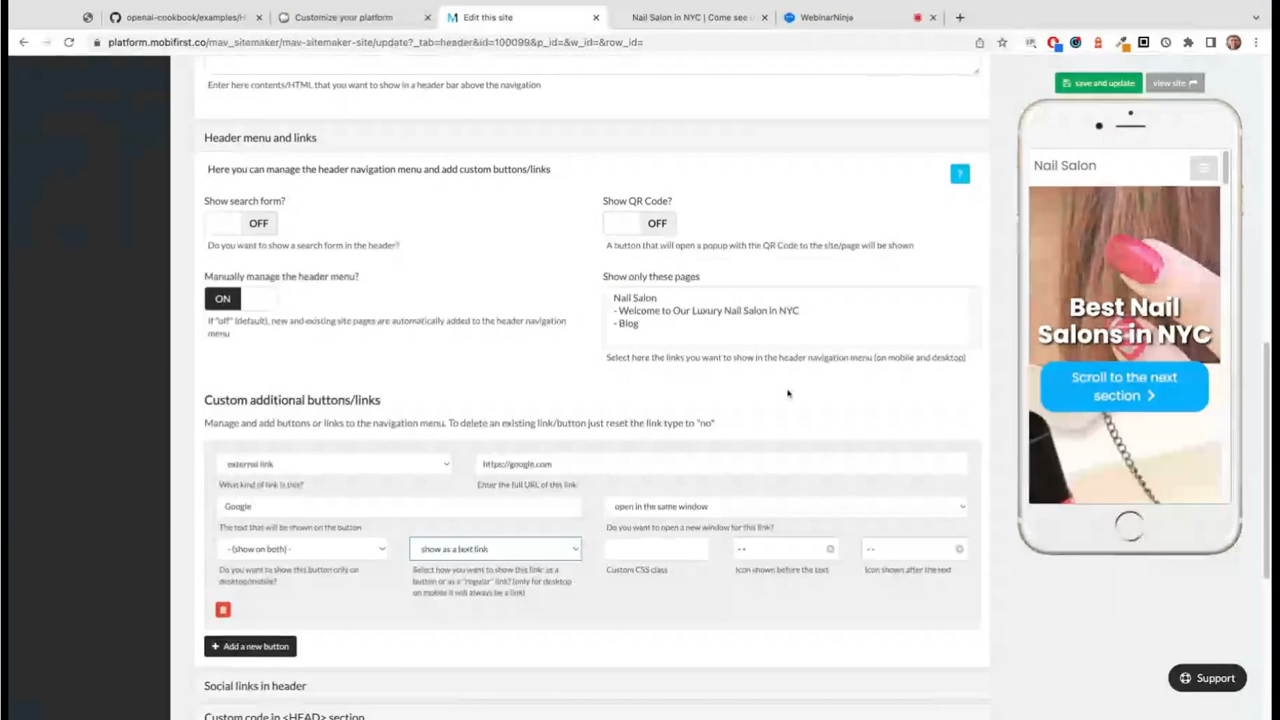 openai-cookbook/examples/H
Customize your platform
Edit this site
Nail Salon in NYC | Come see
WebinarNinja
platform.mobifirst.co/mav_sitemaker/mav-aitemaker-site/update?_tab=header&id=100099&p_id=&w_id=&row_id=
Enter here contents/HTML that you want to show in a header bar above the navigation
save and update
view site
Header menu and links
Here you can manage the header navigation menu and add custom buttons/links
?
Show search form?
OFF
Do you want to show a search form in the header?
Show QR Code?
OFF
A button that will open a popup with the QR Code to the site/page will be shown
Manually manage the header menu?
ON
If "off" (default), new and existing site pages are automatically added to the header navigation
menu
Show only these pages
Nail Salon
- Welcome to Our Luxury Nail Salon in NYC
- Blog
Select here the links you want to show in the header navigation menu (on mobile and desktop)
Custom additional buttons/links
Manage and add buttons or links to the navigation menu. To delete an existing link/button just reset the link type to "no"
external link
What kind of link is this?
https://google.com
Enter the full URL of this link
Google
The text that will be shown on the button
open in the same window
Do you want to open a new window for this link?
- (show on both) -
Do you want to show this button only on
desktop/mobile?
show as a text link
Select how you want to show this link: as a
button or as a "regular" link? (only for desktop
on mobile it will always be a link)
Custom CSS class
- -
Icon shown before the text
- -
Icon shown after the text
+ Add a new button
Social links in header
Custom code in <HEAD> section
Nail Salon
Best Nail
Salons in NYC
Scroll to the next
section >
Support